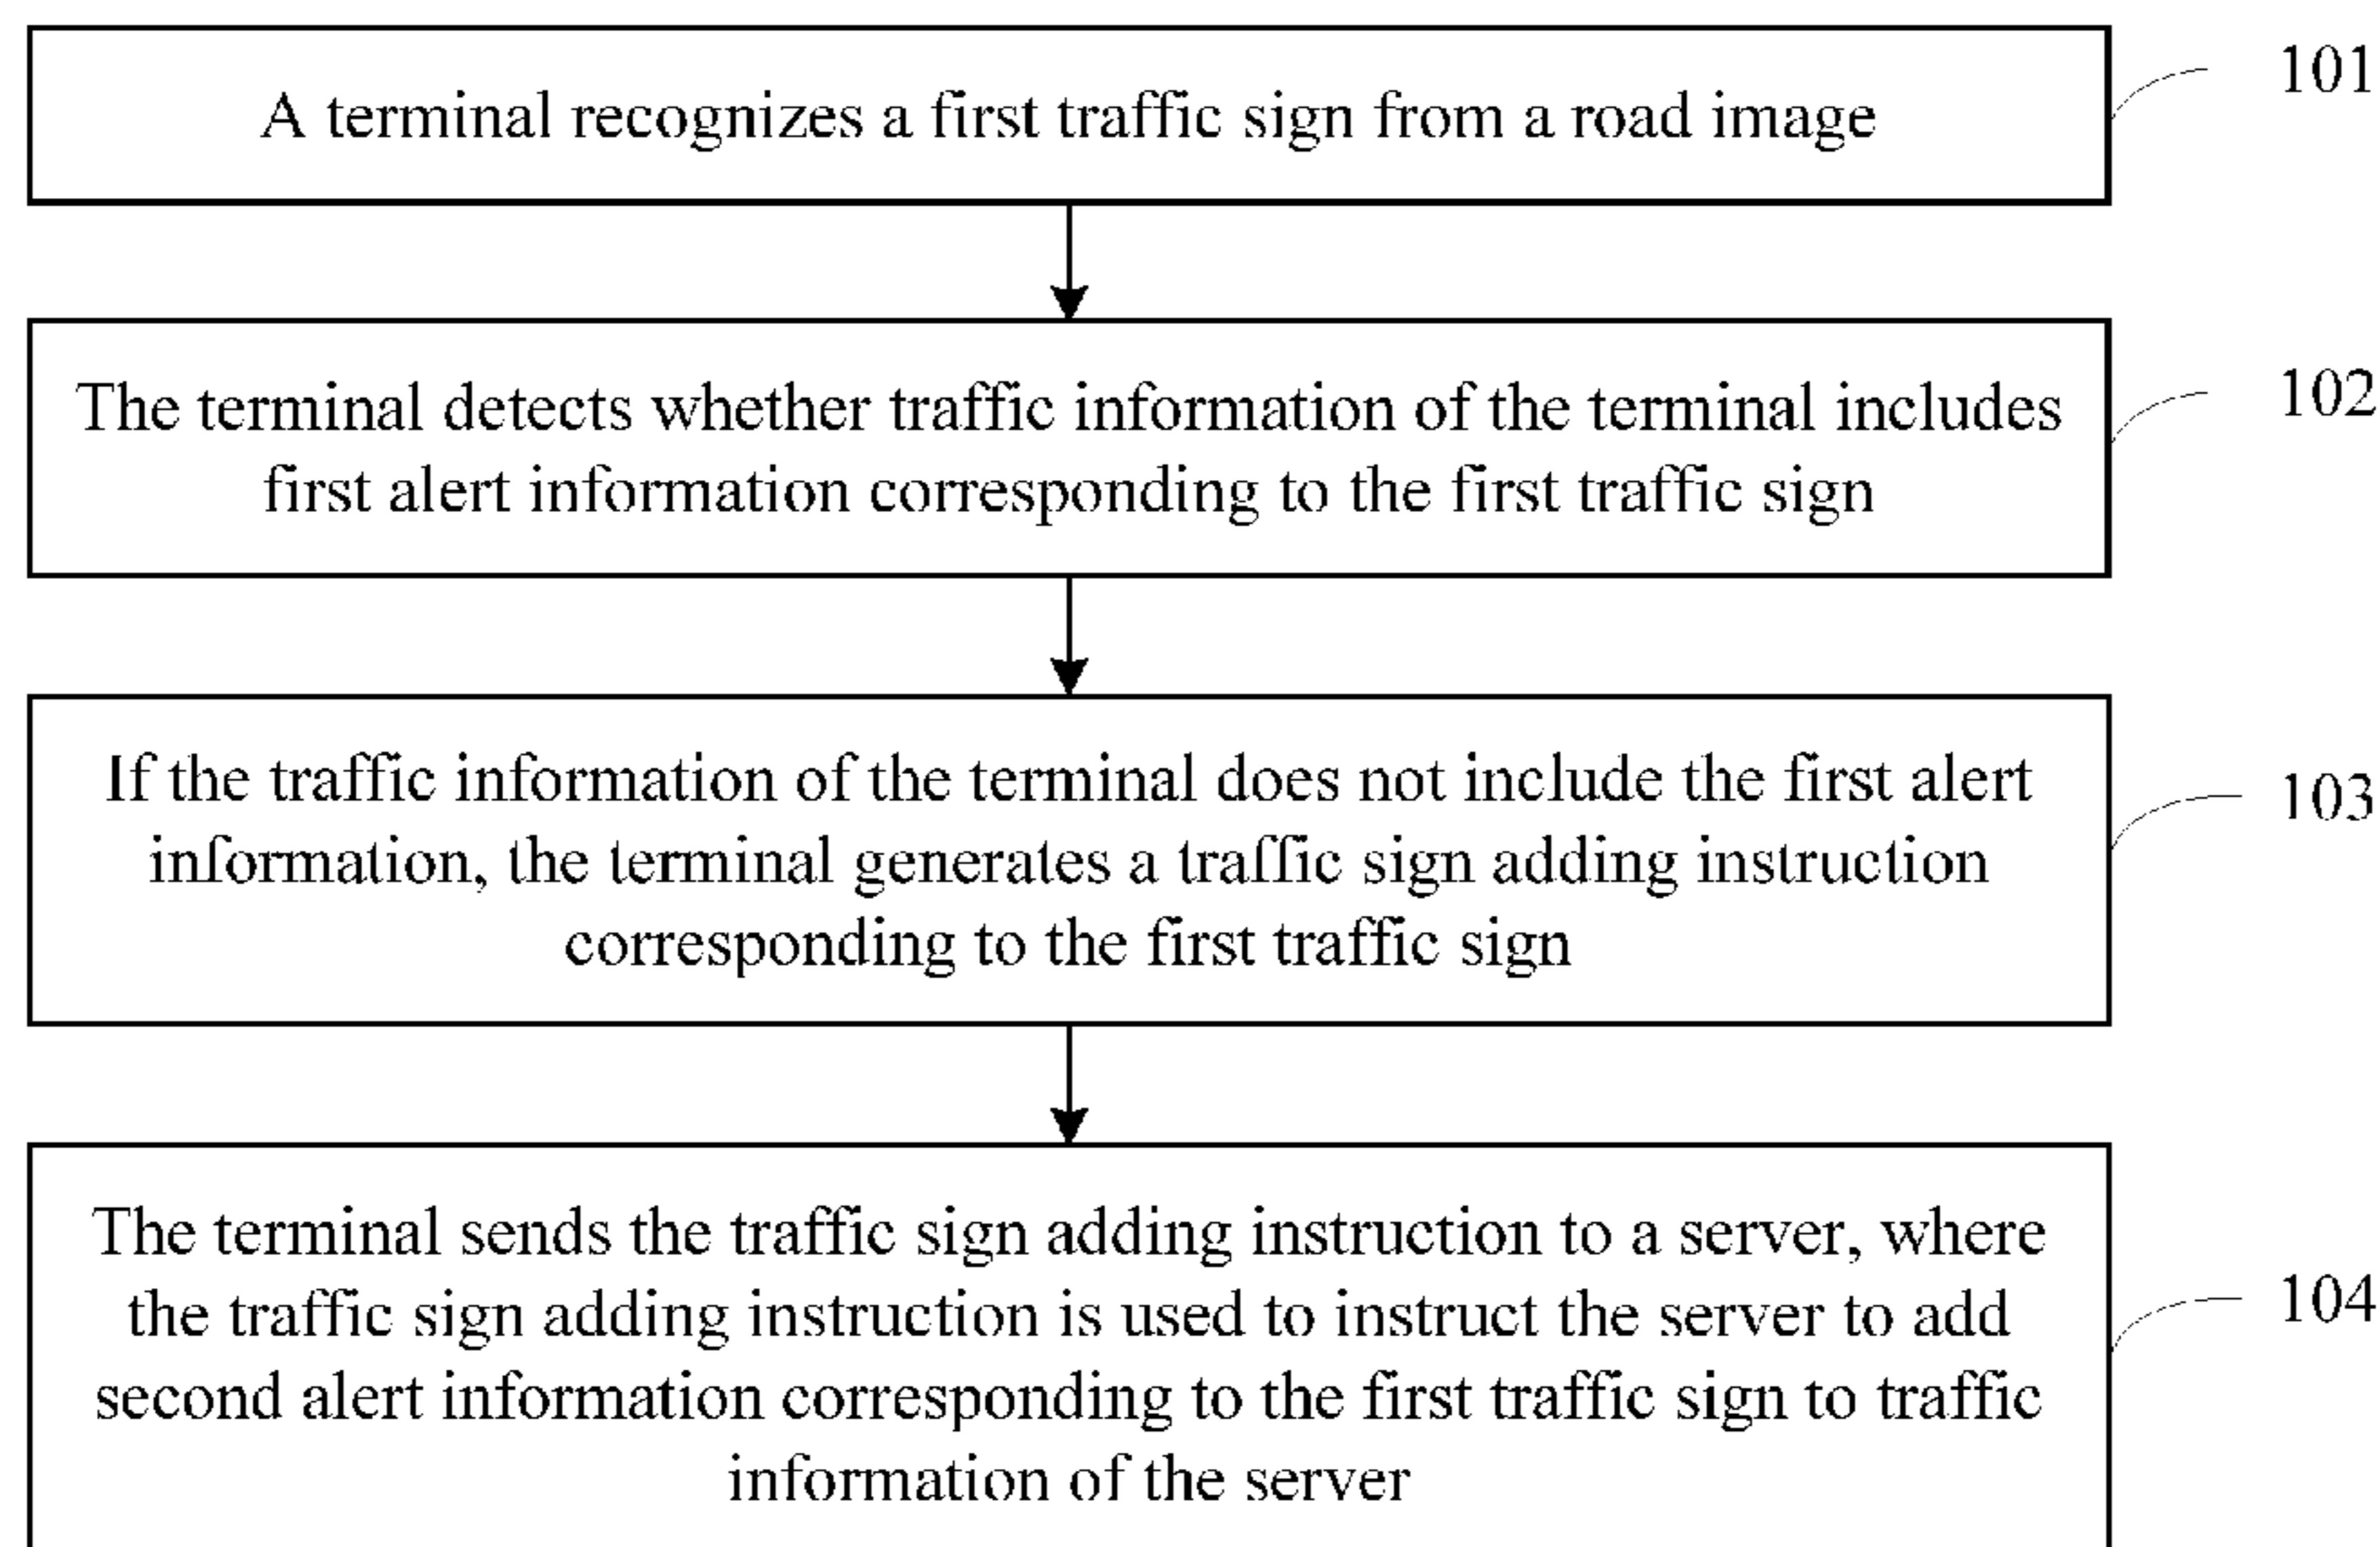 A terminal recognizes a first traffic sign from a road image
101
The terminal detects whether traffic information of the terminal includes
first alert information corresponding to the first traffic sign
102
If the traffic information of the terminal does not include the first alert
information, the terminal generates a traffic sign adding instruction
corresponding to the first traffic sign
103
The terminal sends the traffic sign adding instruction to a server, where
the traffic sign adding instruction is used to instruct the server to add
second alert information corresponding to the first traffic sign to traffic
information of the server
104